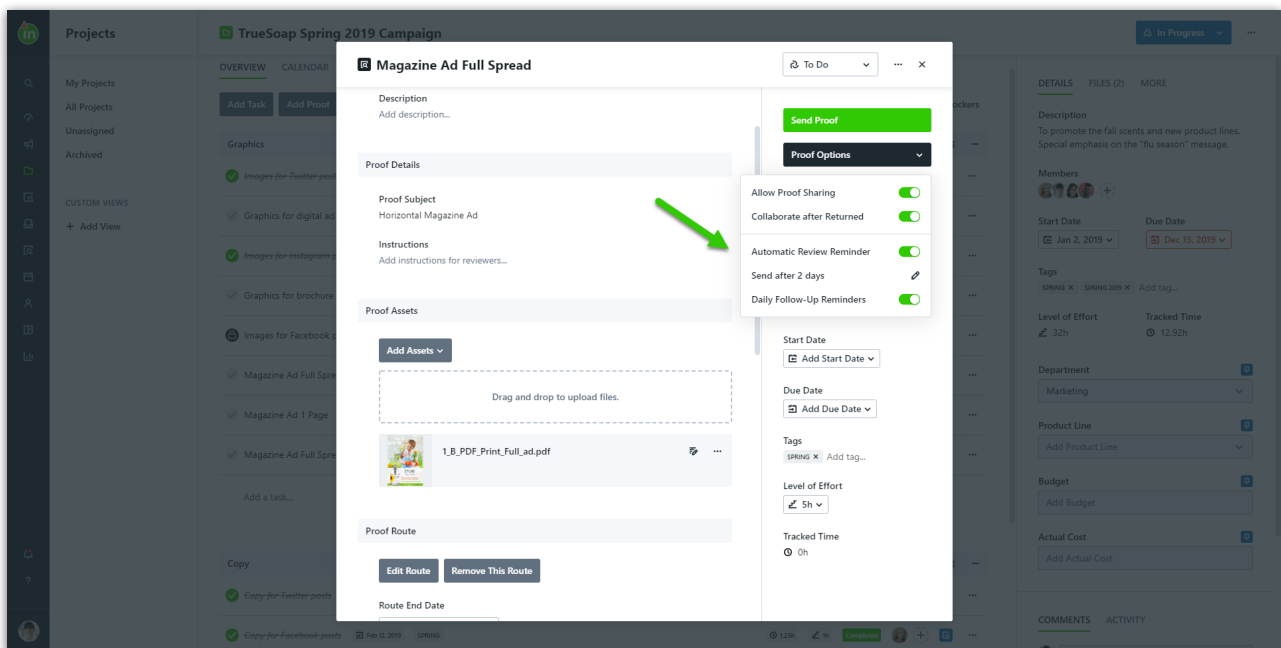 in
Projects
TrueSoap Spring 2019 Campaign
In Progress
My Projects
All Projects
Unassigned
Archived
CUSTOM VIEWS
+ Add View
OVERVIEW
CALENDAR
Add Task
Add Proof
Graphics
Images for Twitter post
Graphics for digital ad
Images for Instagram p
Graphics for brochure
Images for Facebook p
Magazine Ad Full Spre
Magazine Ad 1 Page
Magazine Ad Full Spre
Add a task...
Copy
Copy for Twitter posts
Copy for Facebook posts
Feb 12, 2019
SPRING
1.25h
Completed
Magazine Ad Full Spread
To Do
Description
Add description...
Proof Details
Proof Subject
Horizontal Magazine Ad
Instructions
Add instructions for reviewers...
Proof Assets
Add Assets
Drag and drop to upload files.
1_B_PDF_Print_Full_ad.pdf
Proof Route
Edit Route
Remove This Route
Route End Date
Send Proof
Proof Options
Allow Proof Sharing
Collaborate after Returned
Automatic Review Reminder
Send after 2 days
Daily Follow-Up Reminders
Start Date
Add Start Date
Due Date
Add Due Date
Tags
SPRING × Add tag...
Level of Effort
5h
Tracked Time
0h
ockers
DETAILS
FILES (2)
MORE
Description
To promote the fall scents and new product lines.
Special emphasis on the "flu season" message.
Members
Start Date
Due Date
Jan 2, 2019
Dec 13, 2019
Tags
SPRING × SPRING 2019 × Add tag...
Level of Effort
Tracked Time
32h
12.92h
Department
Marketing
Product Line
Add Product Line
Budget
Add Budget
Actual Cost
Add Actual Cost
COMMENTS
ACTIVITY